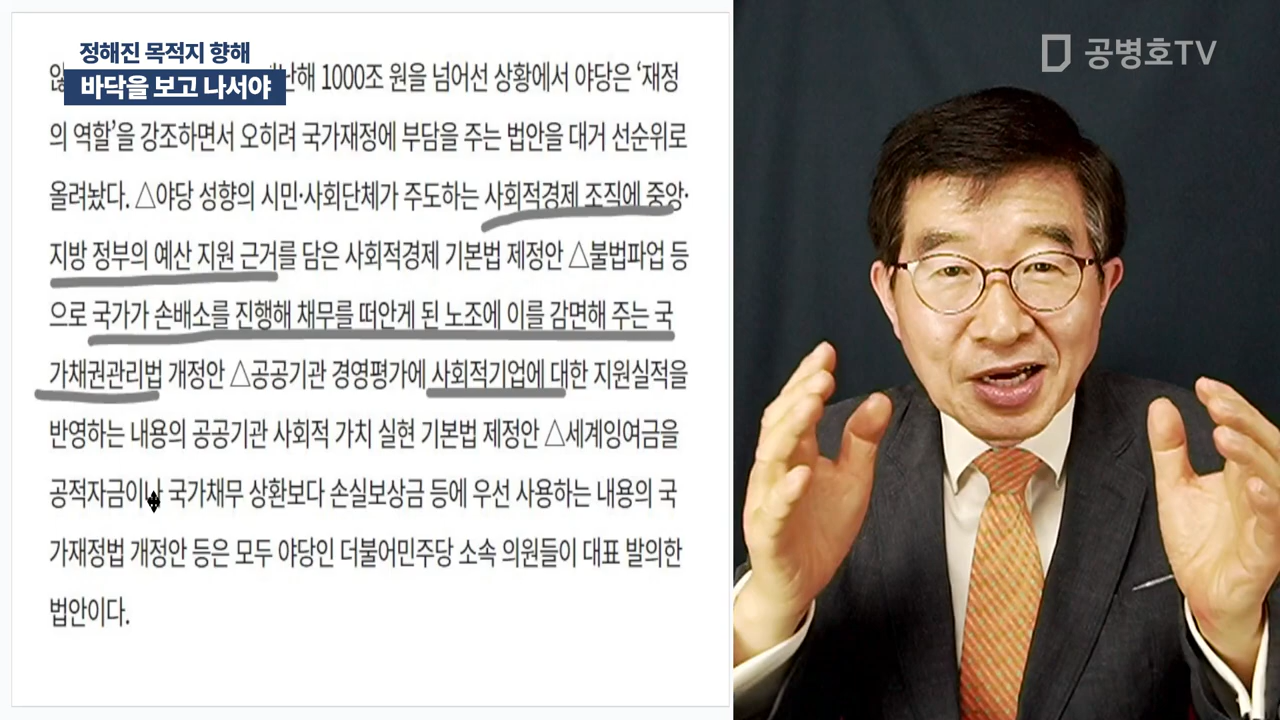 정해진 목적지 향해
바닥을 보고 나서야
공병호TV
않 난해 1000조 원을 넘어선 상황에서 야당은 ‘재정
의 역할’을 강조하면서 오히려 국가재정에 부담을 주는 법안을 대거 선순위로
올려놨다. △야당 성향의 시민·사회단체가 주도하는 사회적경제 조직에 중앙·
지방 정부의 예산 지원 근거를 담은 사회적경제 기본법 제정안 △불법파업 등
으로 국가가 손배소를 진행해 채무를 떠안게 된 노조에 이를 감면해 주는 국
가채권관리법 개정안 △공공기관 경영평가에 사회적기업에 대한 지원실적을
반영하는 내용의 공공기관 사회적 가치 실현 기본법 제정안 △세계잉여금을
공적자금이나 국가채무 상환보다 손실보상금 등에 우선 사용하는 내용의 국
가재정법 개정안 등은 모두 야당인 더불어민주당 소속 의원들이 대표 발의한
법안이다.